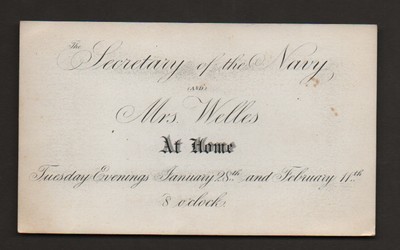 The Secretary of the Navy,
and
Mrs. Welles
At Home
Tuesday Evenings January 28th and February 11th
8 o'clock.